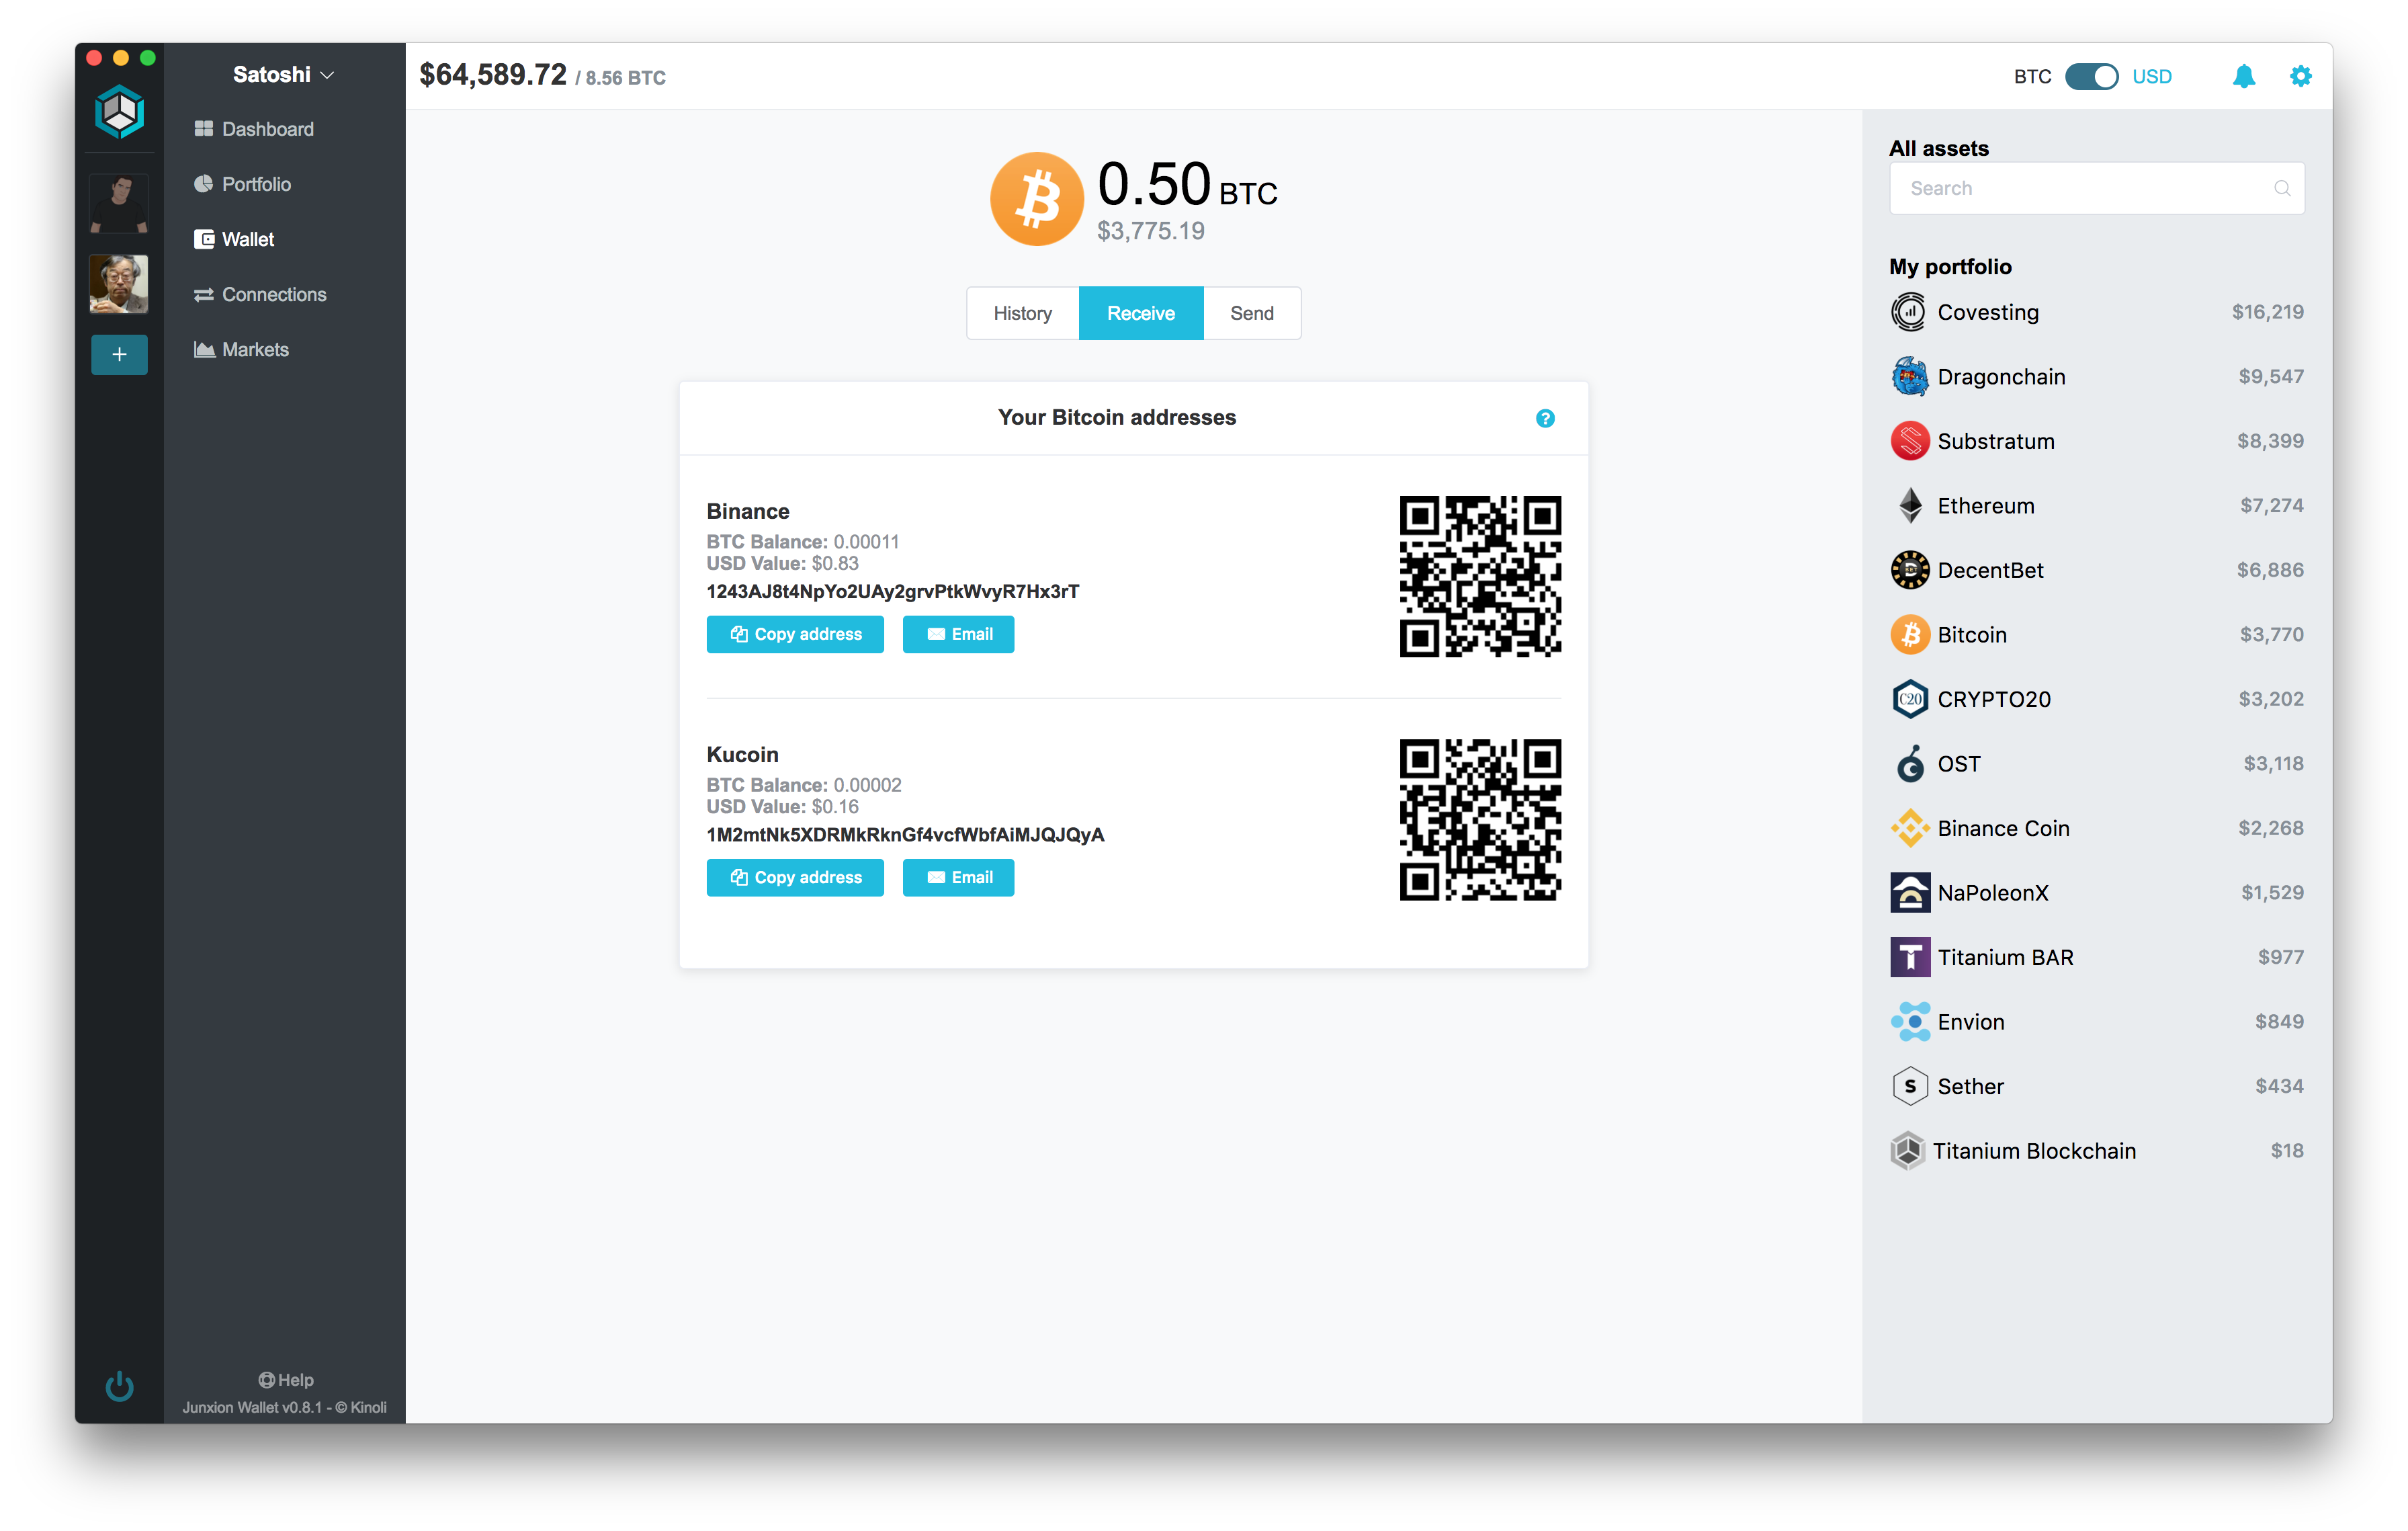 Satoshi
Dashboard
Portfolio
Wallet
Connections
Markets
Help
Junxion Wallet v0.8.1 - © Kinoli
$64,589.72 / 8.56 BTC
BTC USD
0.50 BTC
$3,775.19
History Receive Send
Your Bitcoin addresses
?
Binance
BTC Balance: 0.00011
USD Value: $0.83
1243AJ8t4NpYo2UAy2grvPtkWvyR7Hx3rT
Copy address Email
Kucoin
BTC Balance: 0.00002
USD Value: $0.16
1M2mtNk5XDRMkRknGf4vcfWbfAiMJQJQyA
Copy address Email
All assets
Search
My portfolio
Covesting $16,219
Dragonchain $9,547
Substratum $8,399
Ethereum $7,274
DecentBet $6,886
Bitcoin $3,770
C20 CRYPTO20 $3,202
OST $3,118
Binance Coin $2,268
NaPoleonX $1,529
Titanium BAR $977
Envion $849
S Sether $434
Titanium Blockchain $18